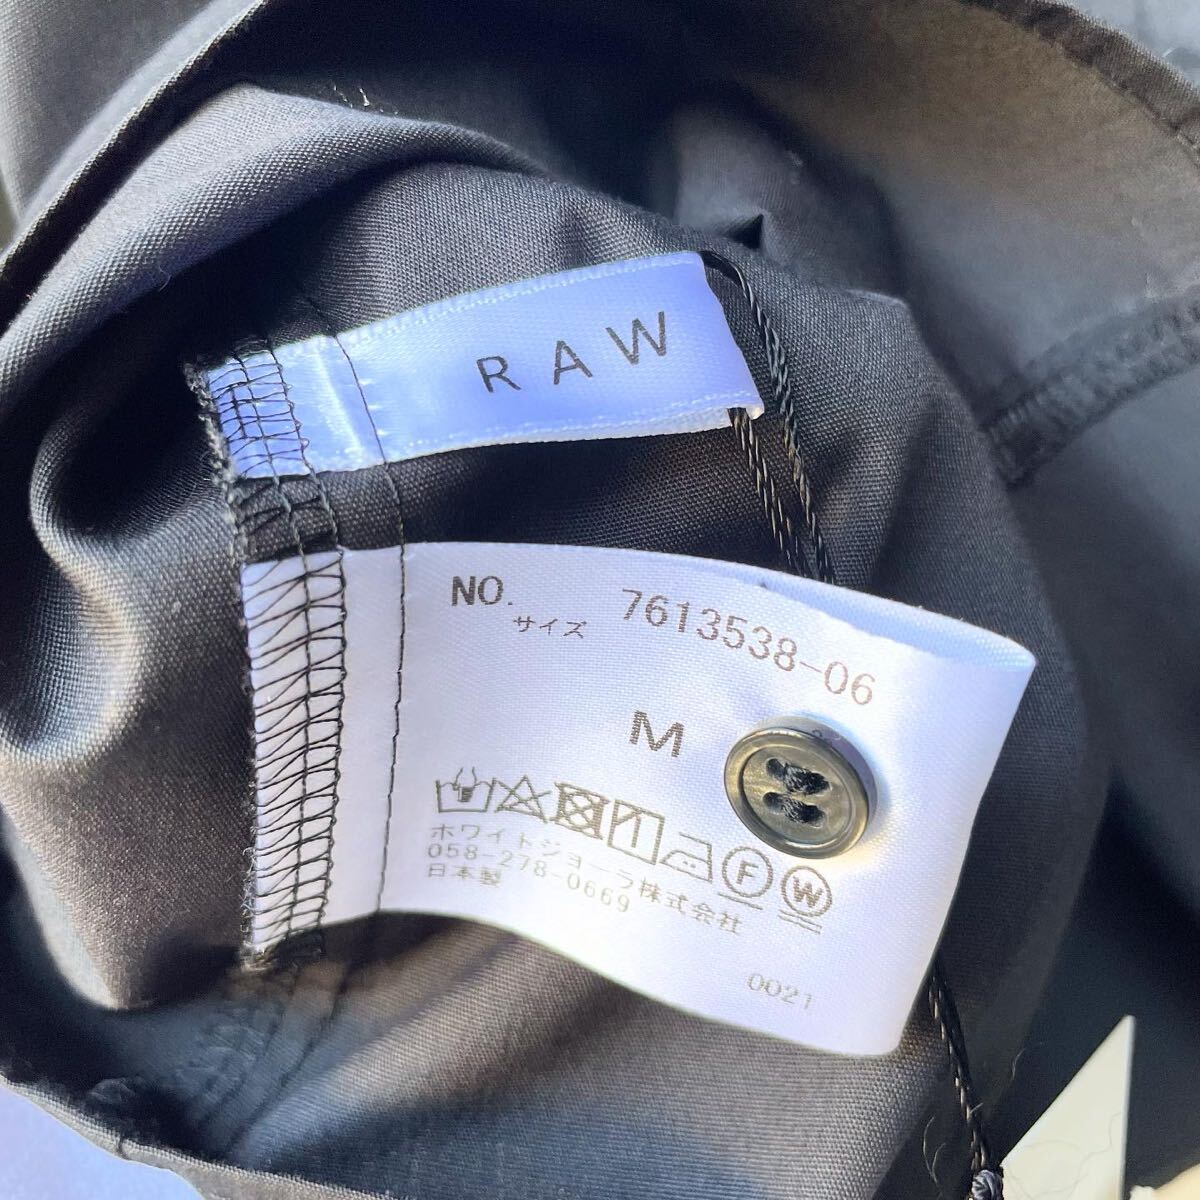 RAW
NO. 7613538-06
サイズ
M
F W
ホワイトジョーラ株式会社
058-278-0669
日本製
0021